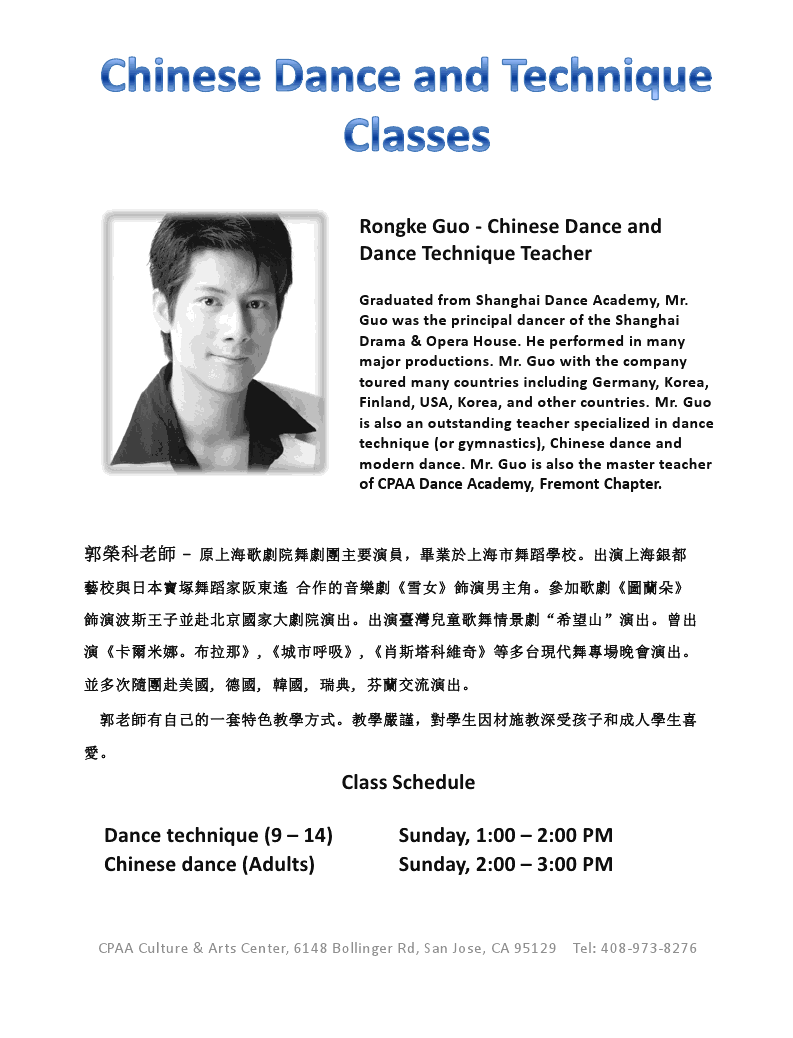 Chinese Dance and Technique
Classes
Rongke Guo - Chinese Dance and
Dance Technique Teacher
Graduated from Shanghai Dance Academy, Mr.
Guo was the principal dancer of the Shanghai
Drama & Opera House. He performed in many
major productions. Mr. Guo with the company
toured many countries including Germany, Korea,
Finland, USA, Korea, and other countries. Mr. Guo
is also an outstanding teacher specialized in dance
technique (or gymnastics), Chinese dance and
modern dance. Mr. Guo is also the master teacher
of CPAA Dance Academy, Fremont Chapter.
郭榮科老師 – 原上海歌劇院舞劇團主要演員，畢業於上海市舞蹈學校。出演上海銀都
藝校與日本寶塚舞蹈家阪東遙 合作的音樂劇《雪女》飾演男主角。參加歌劇《圖蘭朵》
飾演波斯王子並赴北京國家大劇院演出。出演臺灣兒童歌舞情景劇“希望山”演出。曾出
演《卡爾米娜。布拉那》,《城市呼吸》,《肖斯塔科維奇》等多台現代舞專場晚會演出。
並多次隨團赴美國, 德國, 韓國, 瑞典, 芬蘭交流演出。
郭老師有自己的一套特色教學方式。教學嚴謹，對學生因材施教深受孩子和成人學生喜
愛。
Class Schedule
Dance technique (9 – 14) Sunday, 1:00 – 2:00 PM
Chinese dance (Adults) Sunday, 2:00 – 3:00 PM
CPAA Culture & Arts Center, 6148 Bollinger Rd, San Jose, CA 95129 Tel: 408-973-8276